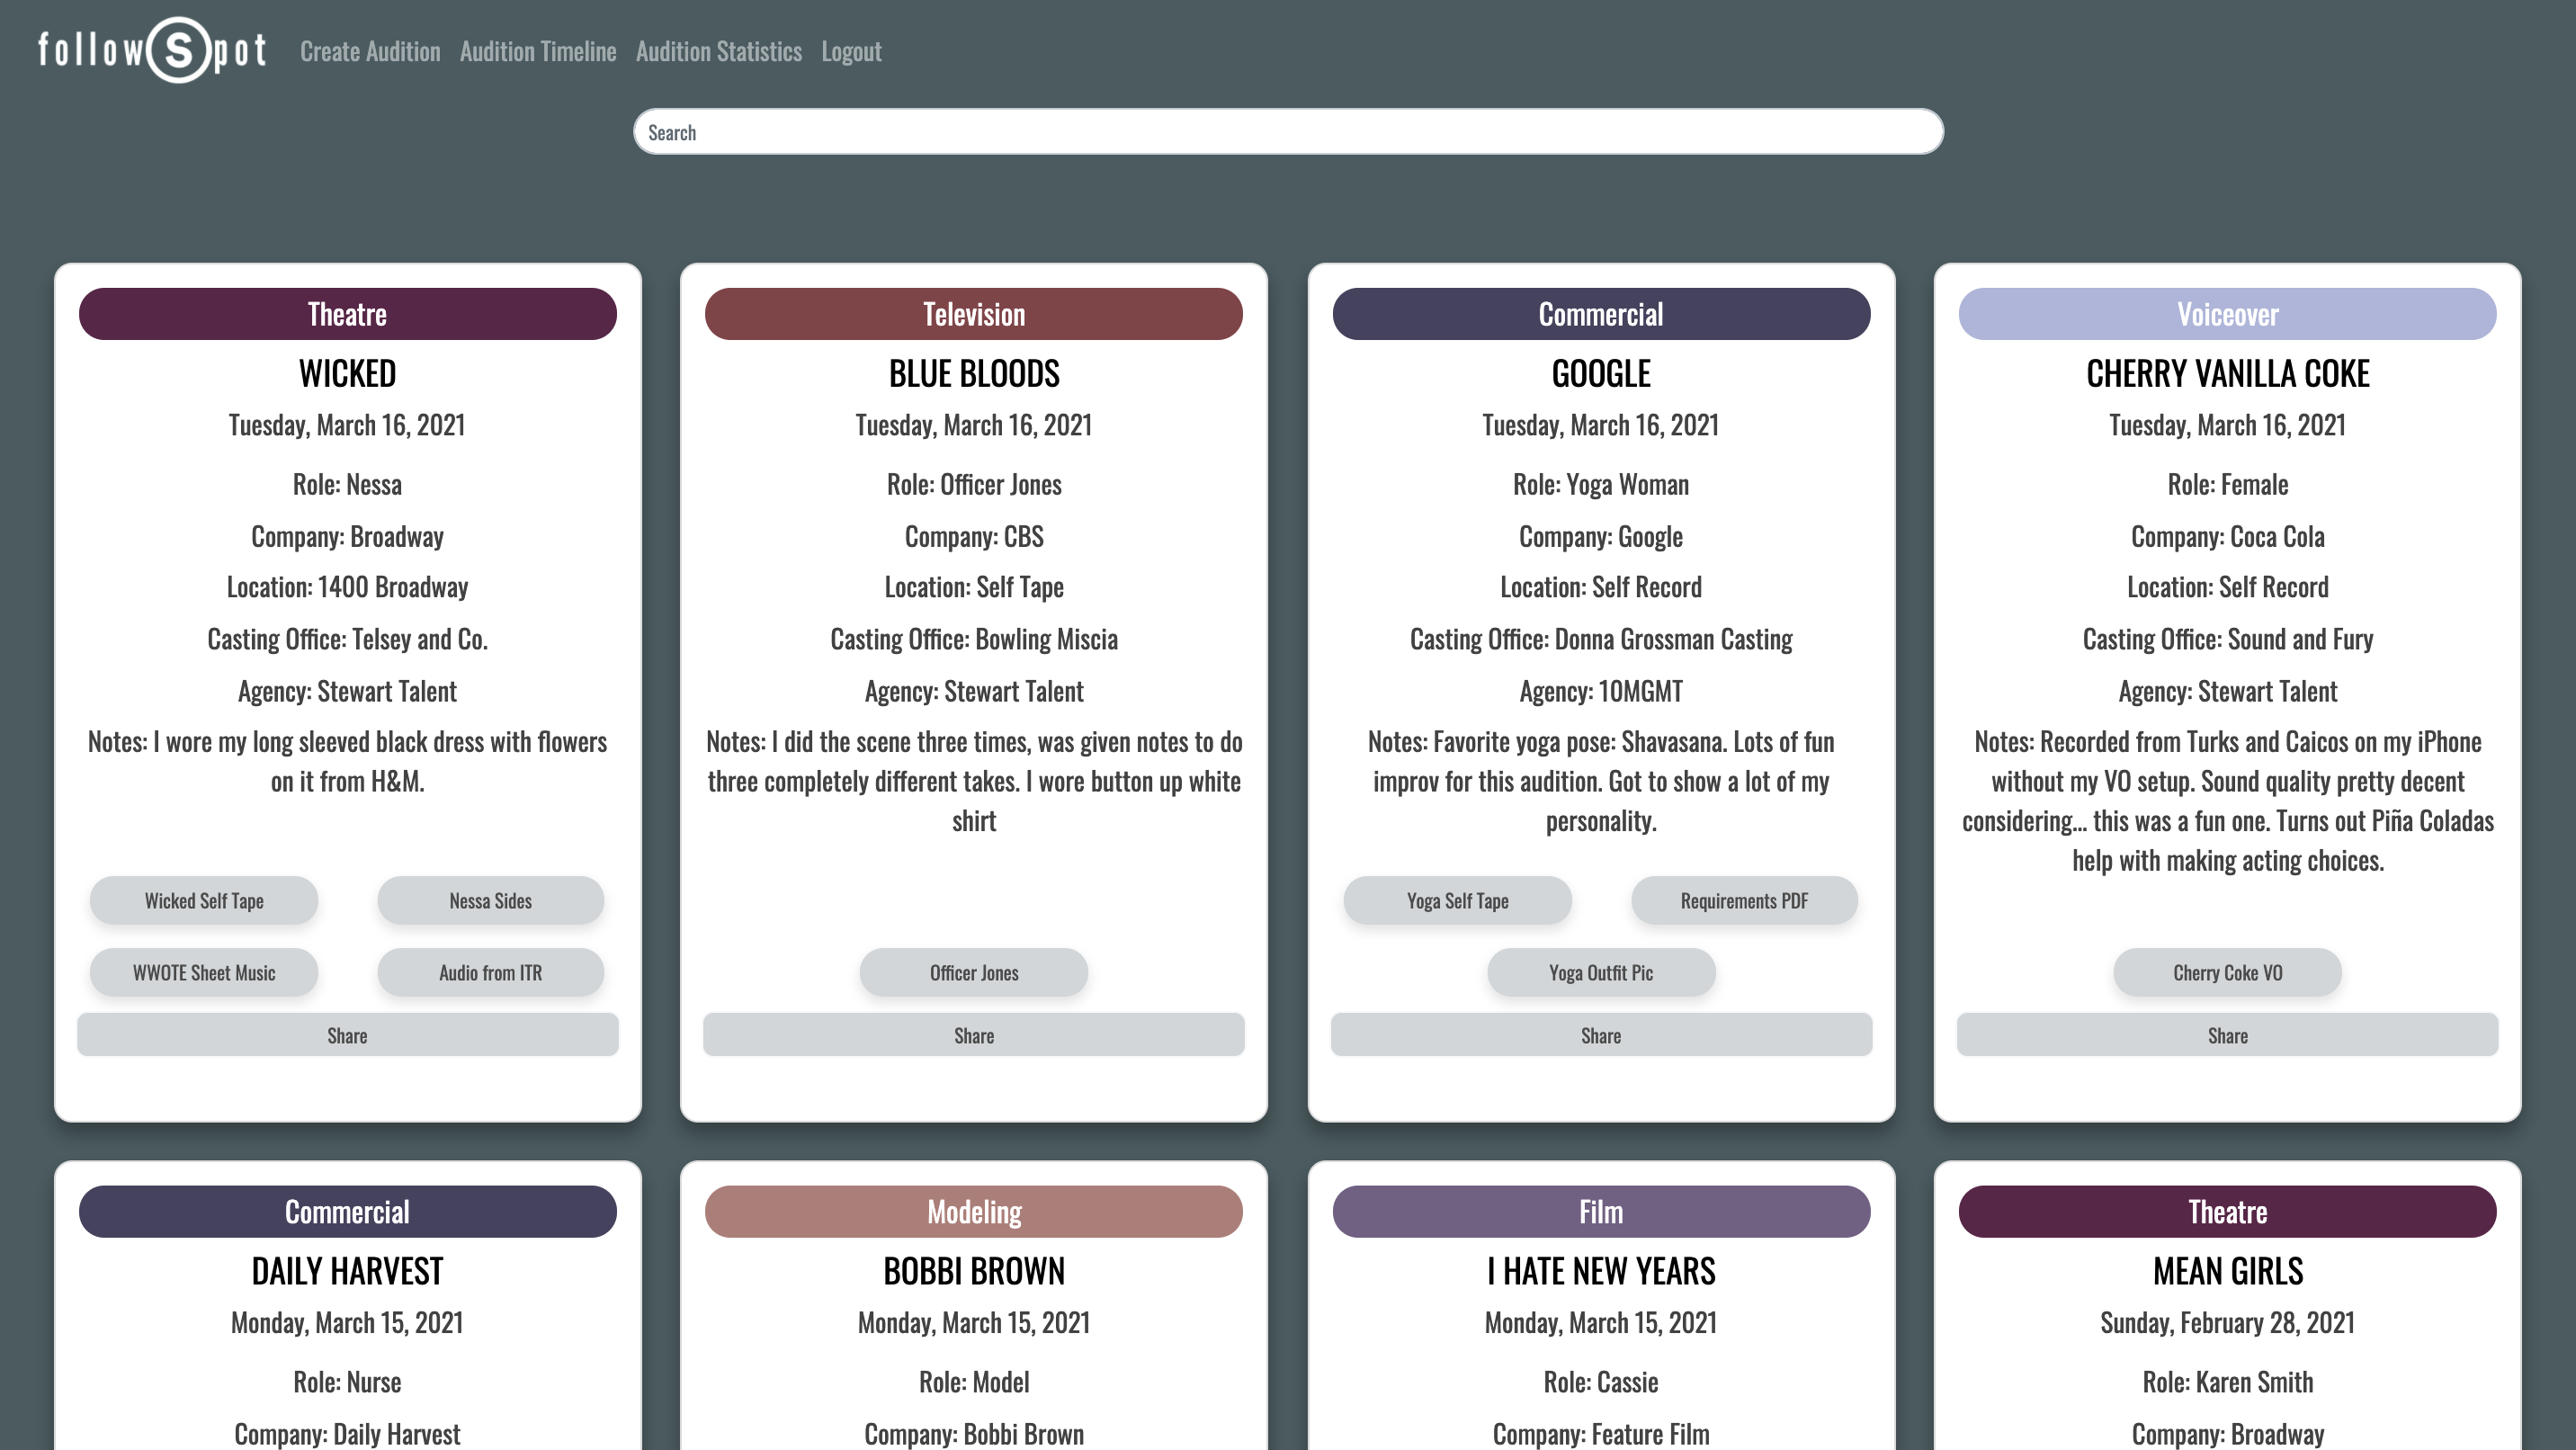 followSpot
Create Audition
Audition Timeline
Audition Statistics
Logout
Search
Theatre
WICKED
Tuesday, March 16, 2021
Role: Nessa
Company: Broadway
Location: 1400 Broadway
Casting Office: Telsey and Co.
Agency: Stewart Talent
Notes: I wore my long sleeved black dress with flowers
on it from H&M.
Wicked Self Tape
Nessa Sides
WWOTE Sheet Music
Audio from ITR
Share
Television
BLUE BLOODS
Tuesday, March 16, 2021
Role: Officer Jones
Company: CBS
Location: Self Tape
Casting Office: Bowling Miscia
Agency: Stewart Talent
Notes: I did the scene three times, was given notes to do
three completely different takes. I wore button up white
shirt
Officer Jones
Share
Commercial
GOOGLE
Tuesday, March 16, 2021
Role: Yoga Woman
Company: Google
Location: Self Record
Casting Office: Donna Grossman Casting
Agency: 10MGMT
Notes: Favorite yoga pose: Shavasana. Lots of fun
improv for this audition. Got to show a lot of my
personality.
Yoga Self Tape
Requirements PDF
Yoga Outfit Pic
Share
Voiceover
CHERRY VANILLA COKE
Tuesday, March 16, 2021
Role: Female
Company: Coca Cola
Location: Self Record
Casting Office: Sound and Fury
Agency: Stewart Talent
Notes: Recorded from Turks and Caicos on my iPhone
without my VO setup. Sound quality pretty decent
considering... this was a fun one. Turns out Piña Coladas
help with making acting choices.
Cherry Coke VO
Share
Commercial
DAILY HARVEST
Monday, March 15, 2021
Role: Nurse
Company: Daily Harvest
Modeling
BOBBI BROWN
Monday, March 15, 2021
Role: Model
Company: Bobbi Brown
Film
I HATE NEW YEARS
Monday, March 15, 2021
Role: Cassie
Company: Feature Film
Theatre
MEAN GIRLS
Sunday, February 28, 2021
Role: Karen Smith
Company: Broadway